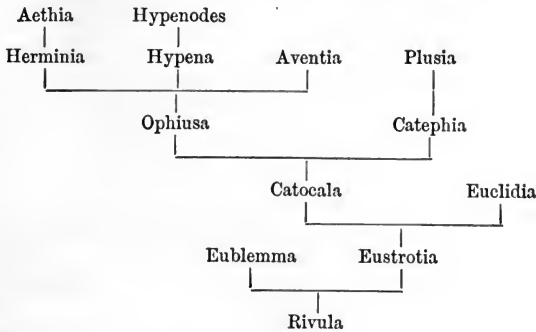 Aethia Hypenodes
Herminia Hypena Aventia Plusia
Ophiusa Catephia
Catocala Euclidia
Eublemma Eustrotia
Rivula